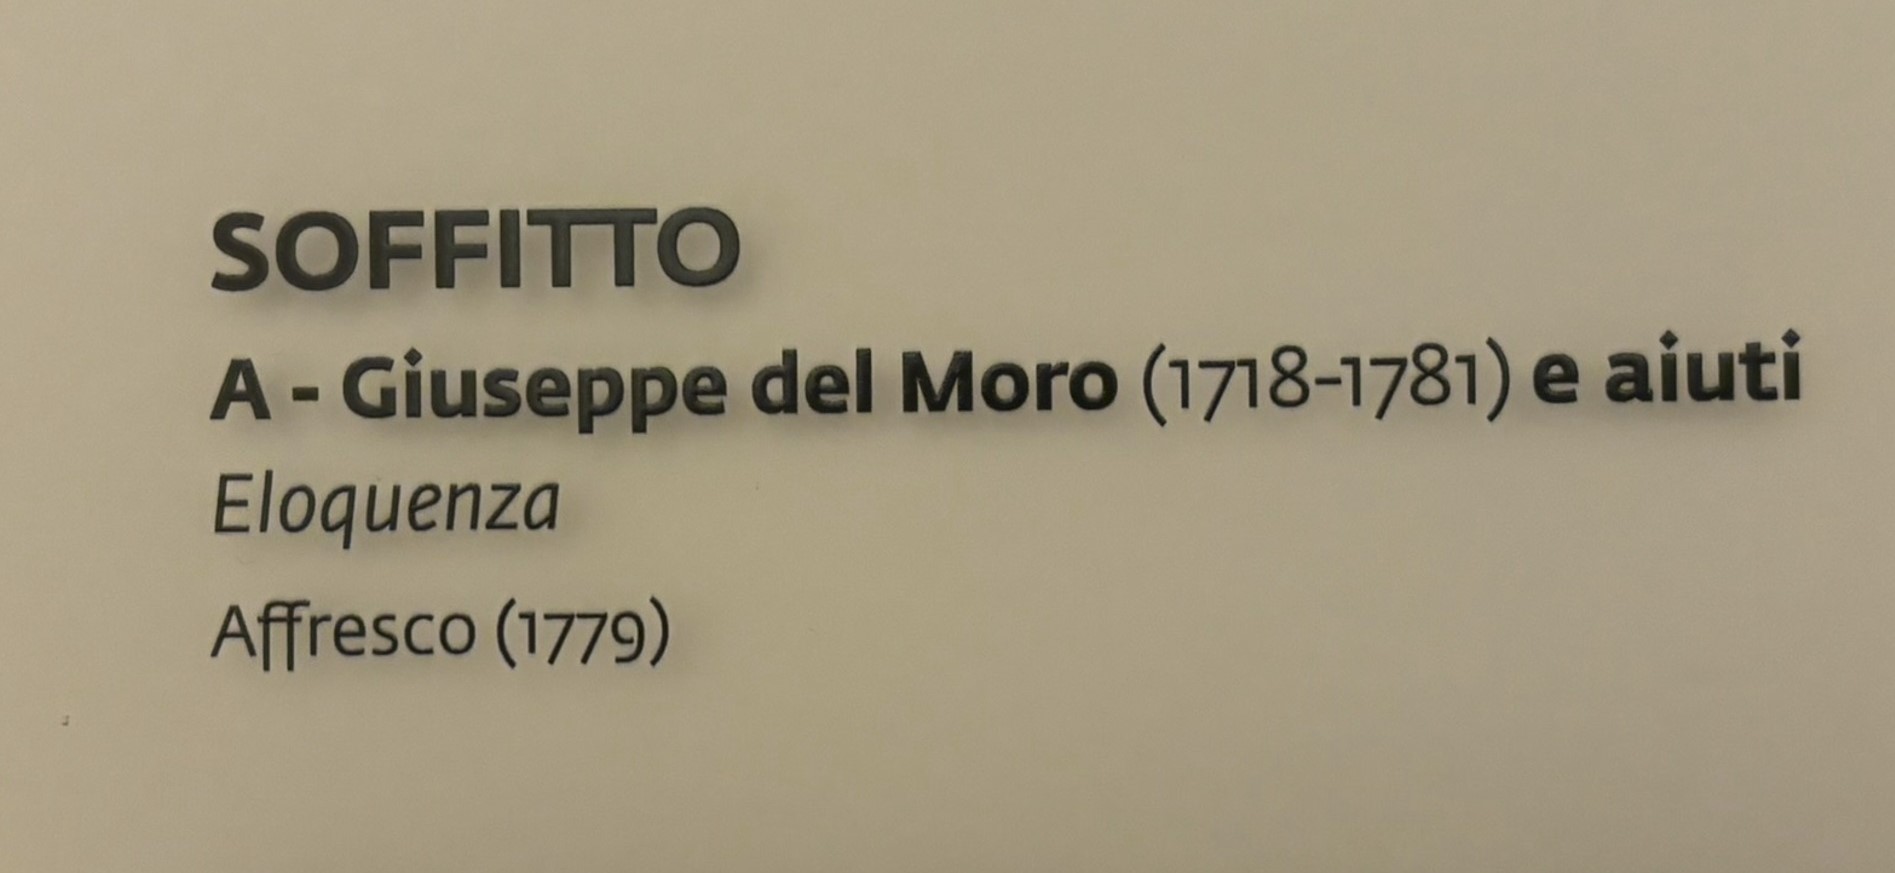 SOFFITTO
A - Giuseppe del Moro (1718-1781) e aiuti
Eloquenza
Affresco (1779)